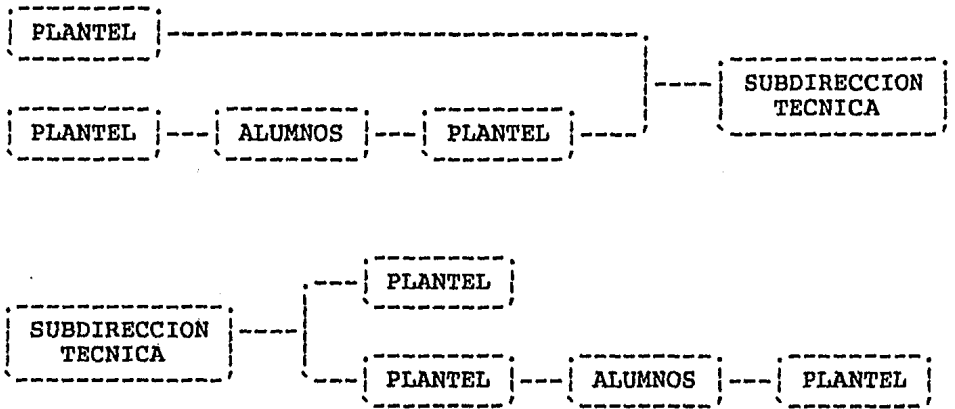 PLANTEL
SUBDIRECCION
TECNICA
PLANTEL ALUMNOS PLANTEL
PLANTEL
SUBDIRECCION
TECNICA
PLANTEL ALUMNOS PLANTEL